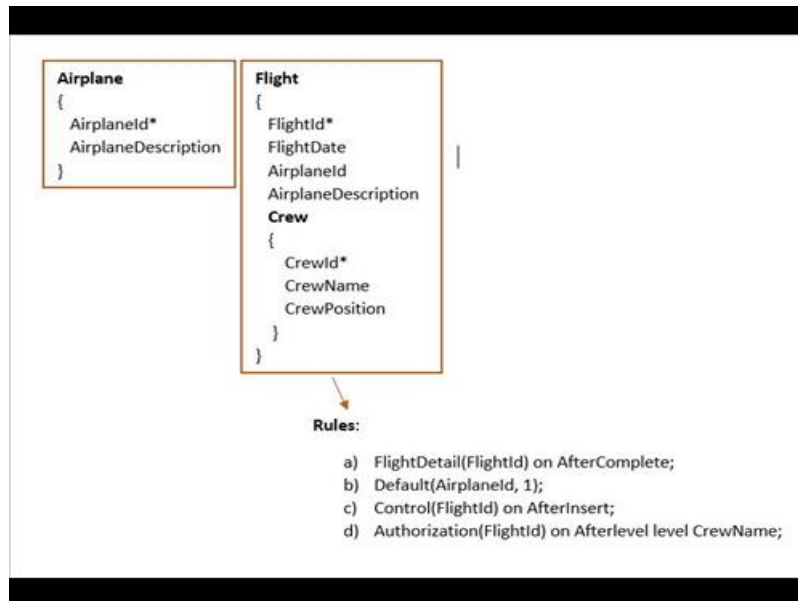 Airplane
{
AirplaneId*
AirplaneDescription
}
Flight
{
FlightId*
FlightDate
AirplaneId
AirplaneDescription
Crew
{
CrewId*
CrewName
CrewPosition
}
}
Rules:
a) FlightDetail(FlightId) on AfterComplete;
b) Default(AirplaneId, 1);
c) Control(FlightId) on AfterInsert;
d) Authorization(FlightId) on Afterlevel level CrewName;